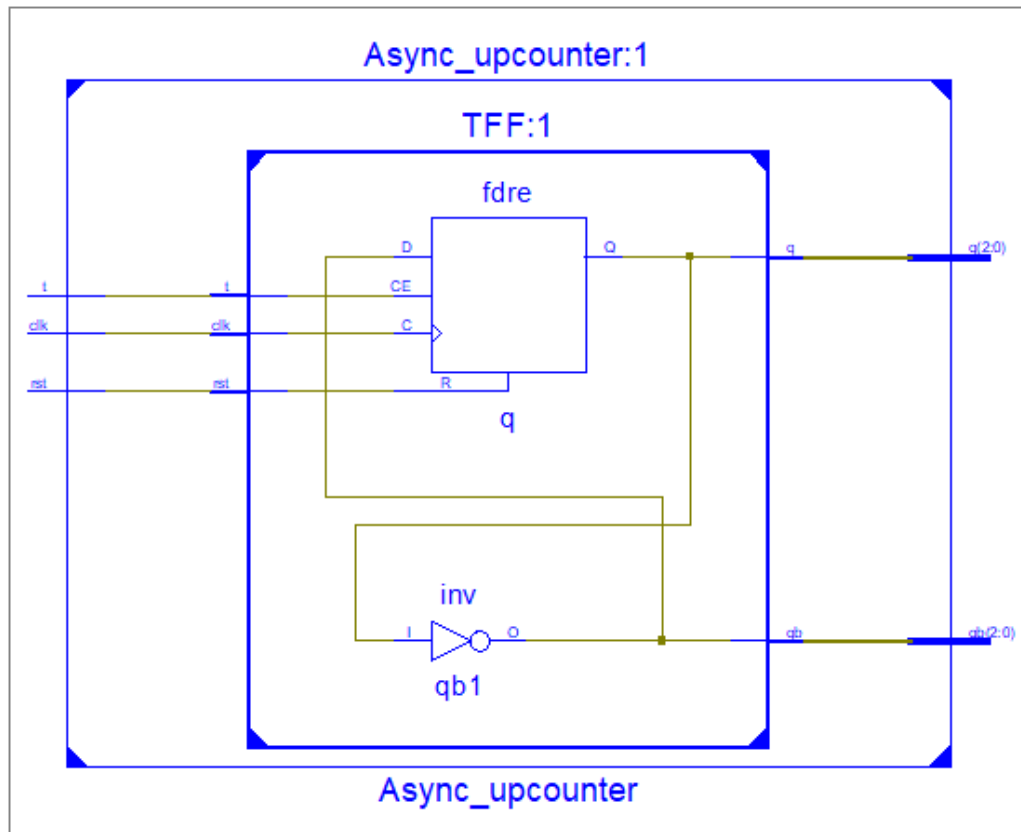 Async_upcounter:1
TFF:1
fdre
D
Q
q
q(2:0)
t
t
CE
clk
clk
C
rst
rst
R
q
inv
I
O
qb
qb(2:0)
qb1
Async_upcounter